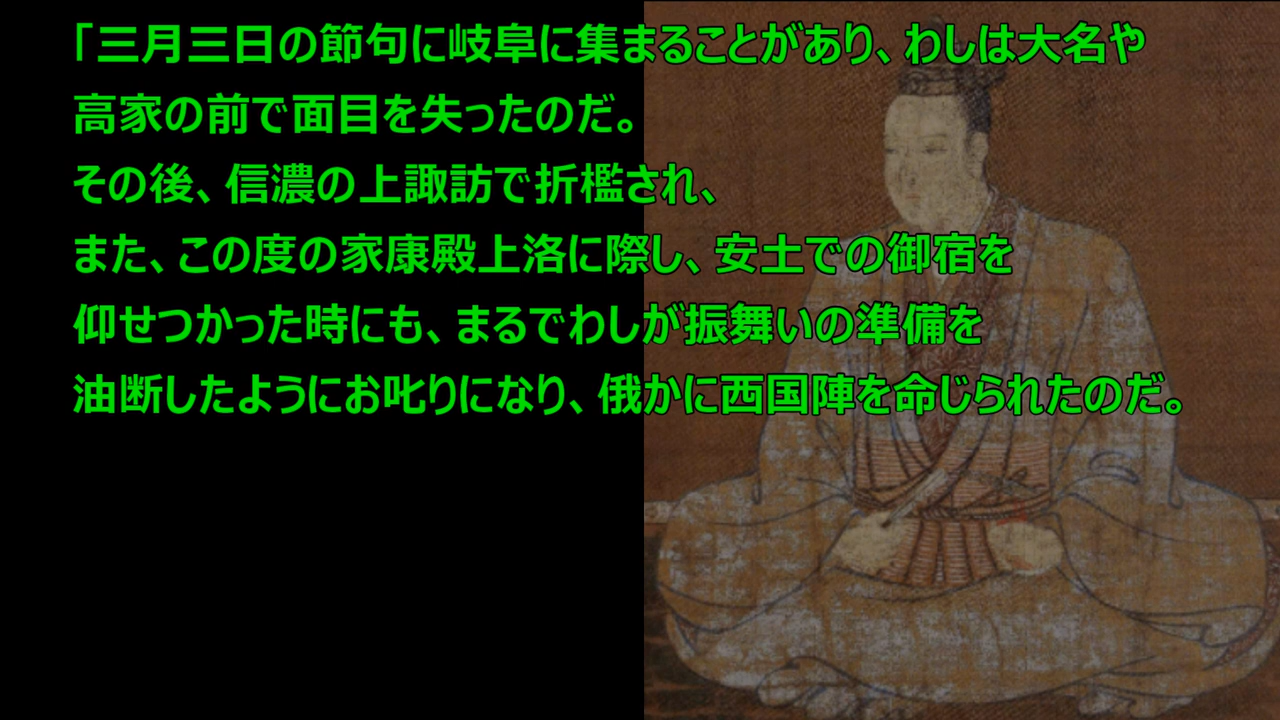 「三月三日の節句に岐阜に集まることがあり、わしは大名や
高家の前で面目を失ったのだ。
その後、信濃の上諏訪で折檻され、
また、この度の家康殿上洛に際し、安土での御宿を
仰せつかった時にも、まるでわしが振舞いの準備を
油断したようにお叱りになり、俄かに西国陣を命じられたのだ。